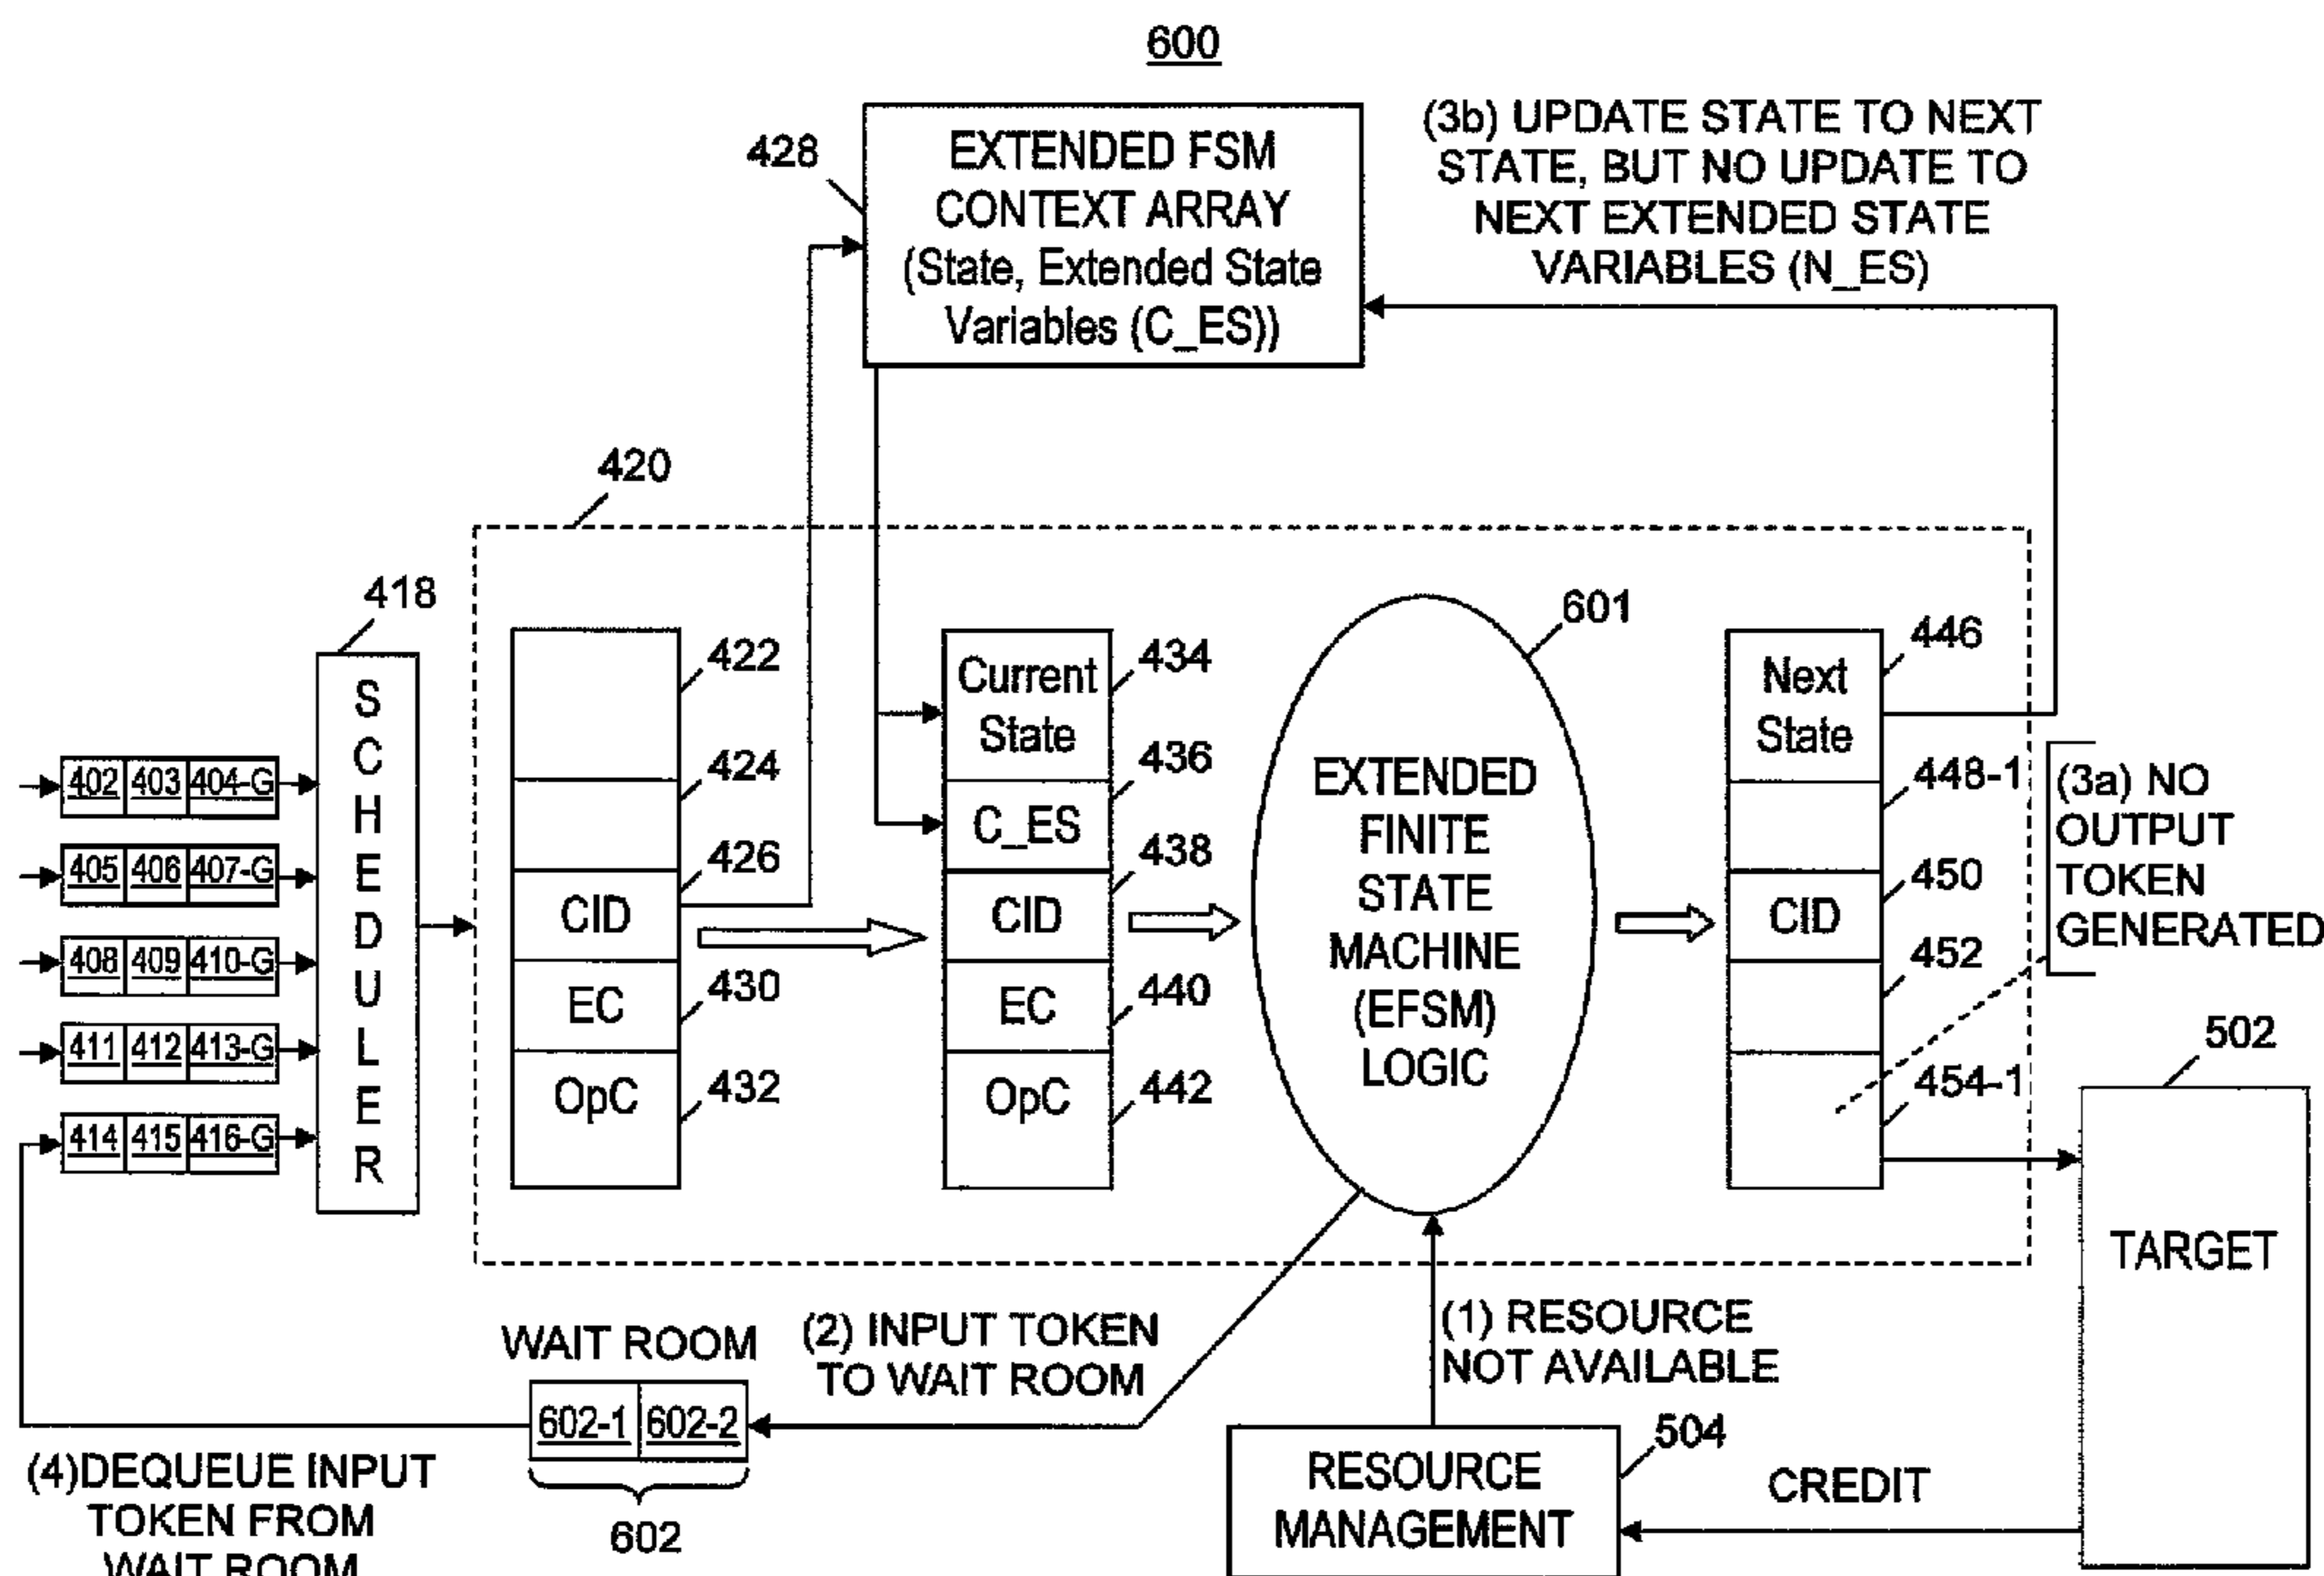 600
428
EXTENDED FSM
CONTEXT ARRAY
(State, Extended State
Variables (C_ES))
(3b) UPDATE STATE TO NEXT
STATE, BUT NO UPDATE TO
NEXT EXTENDED STATE
VARIABLES (N_ES)
420
418
SCHEDULER
402 403 404-G
405 406 407-G
408 409 410-G
411 412 413-G
414 415 416-G
422
424
426
CID
EC
430
OpC
432
Current
State
434
C_ES
436
CID
438
EC
440
OpC
442
601
EXTENDED
FINITE
STATE
MACHINE
(EFSM)
LOGIC
Next
State
446
448-1
CID
450
452
454-1
(3a) NO
OUTPUT
TOKEN
GENERATED
502
TARGET
WAIT ROOM
602-1 602-2
602
(2) INPUT TOKEN
TO WAIT ROOM
(1) RESOURCE
NOT AVAILABLE
504
RESOURCE
MANAGEMENT
CREDIT
(4)DEQUEUE INPUT
TOKEN FROM
WAIT ROOM